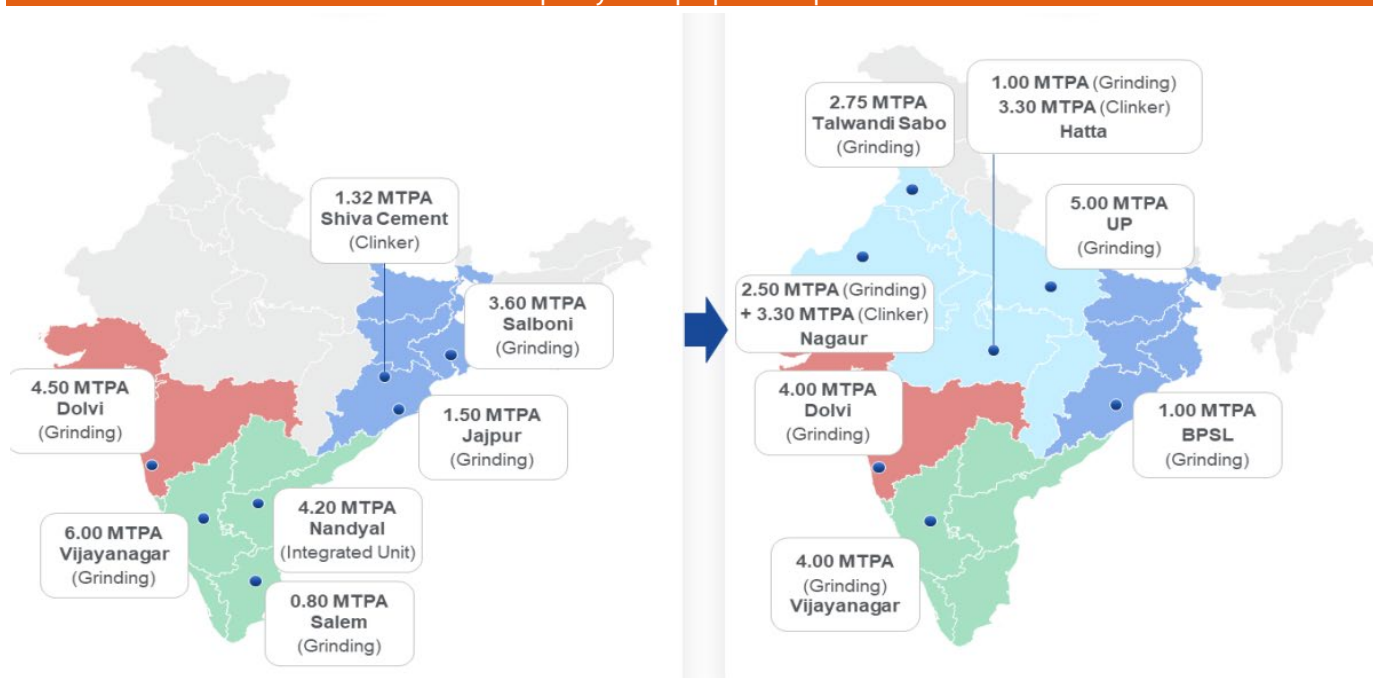 1.32 MTPA
Shiva Cement
(Clinker)
3.60 MTPA
Salboni
(Grinding)
4.50 MTPA
Dolvi
(Grinding)
1.50 MTPA
Jajpur
(Grinding)
6.00 MTPA
Vijayanagar
(Grinding)
4.20 MTPA
Nandyal
(Integrated Unit)
0.80 MTPA
Salem
(Grinding)
2.75 MTPA
Talwandi Sabo
(Grinding)
1.00 MTPA (Grinding)
3.30 MTPA (Clinker)
Hatta
5.00 MTPA
UP
(Grinding)
2.50 MTPA (Grinding)
+ 3.30 MTPA (Clinker)
Nagaur
4.00 MTPA
Dolvi
(Grinding)
1.00 MTPA
BPSL
(Grinding)
4.00 MTPA
(Grinding)
Vijayanagar